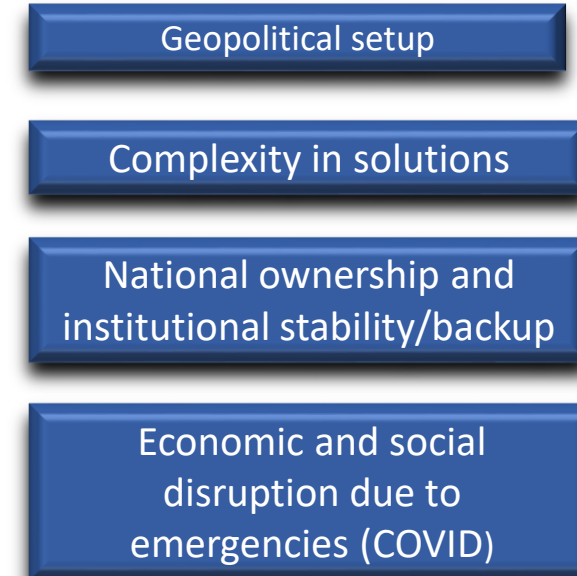 Geopolitical setup
Complexity in solutions
National ownership and
institutional stability/backup
Economic and social
disruption due to
emergencies (COVID)